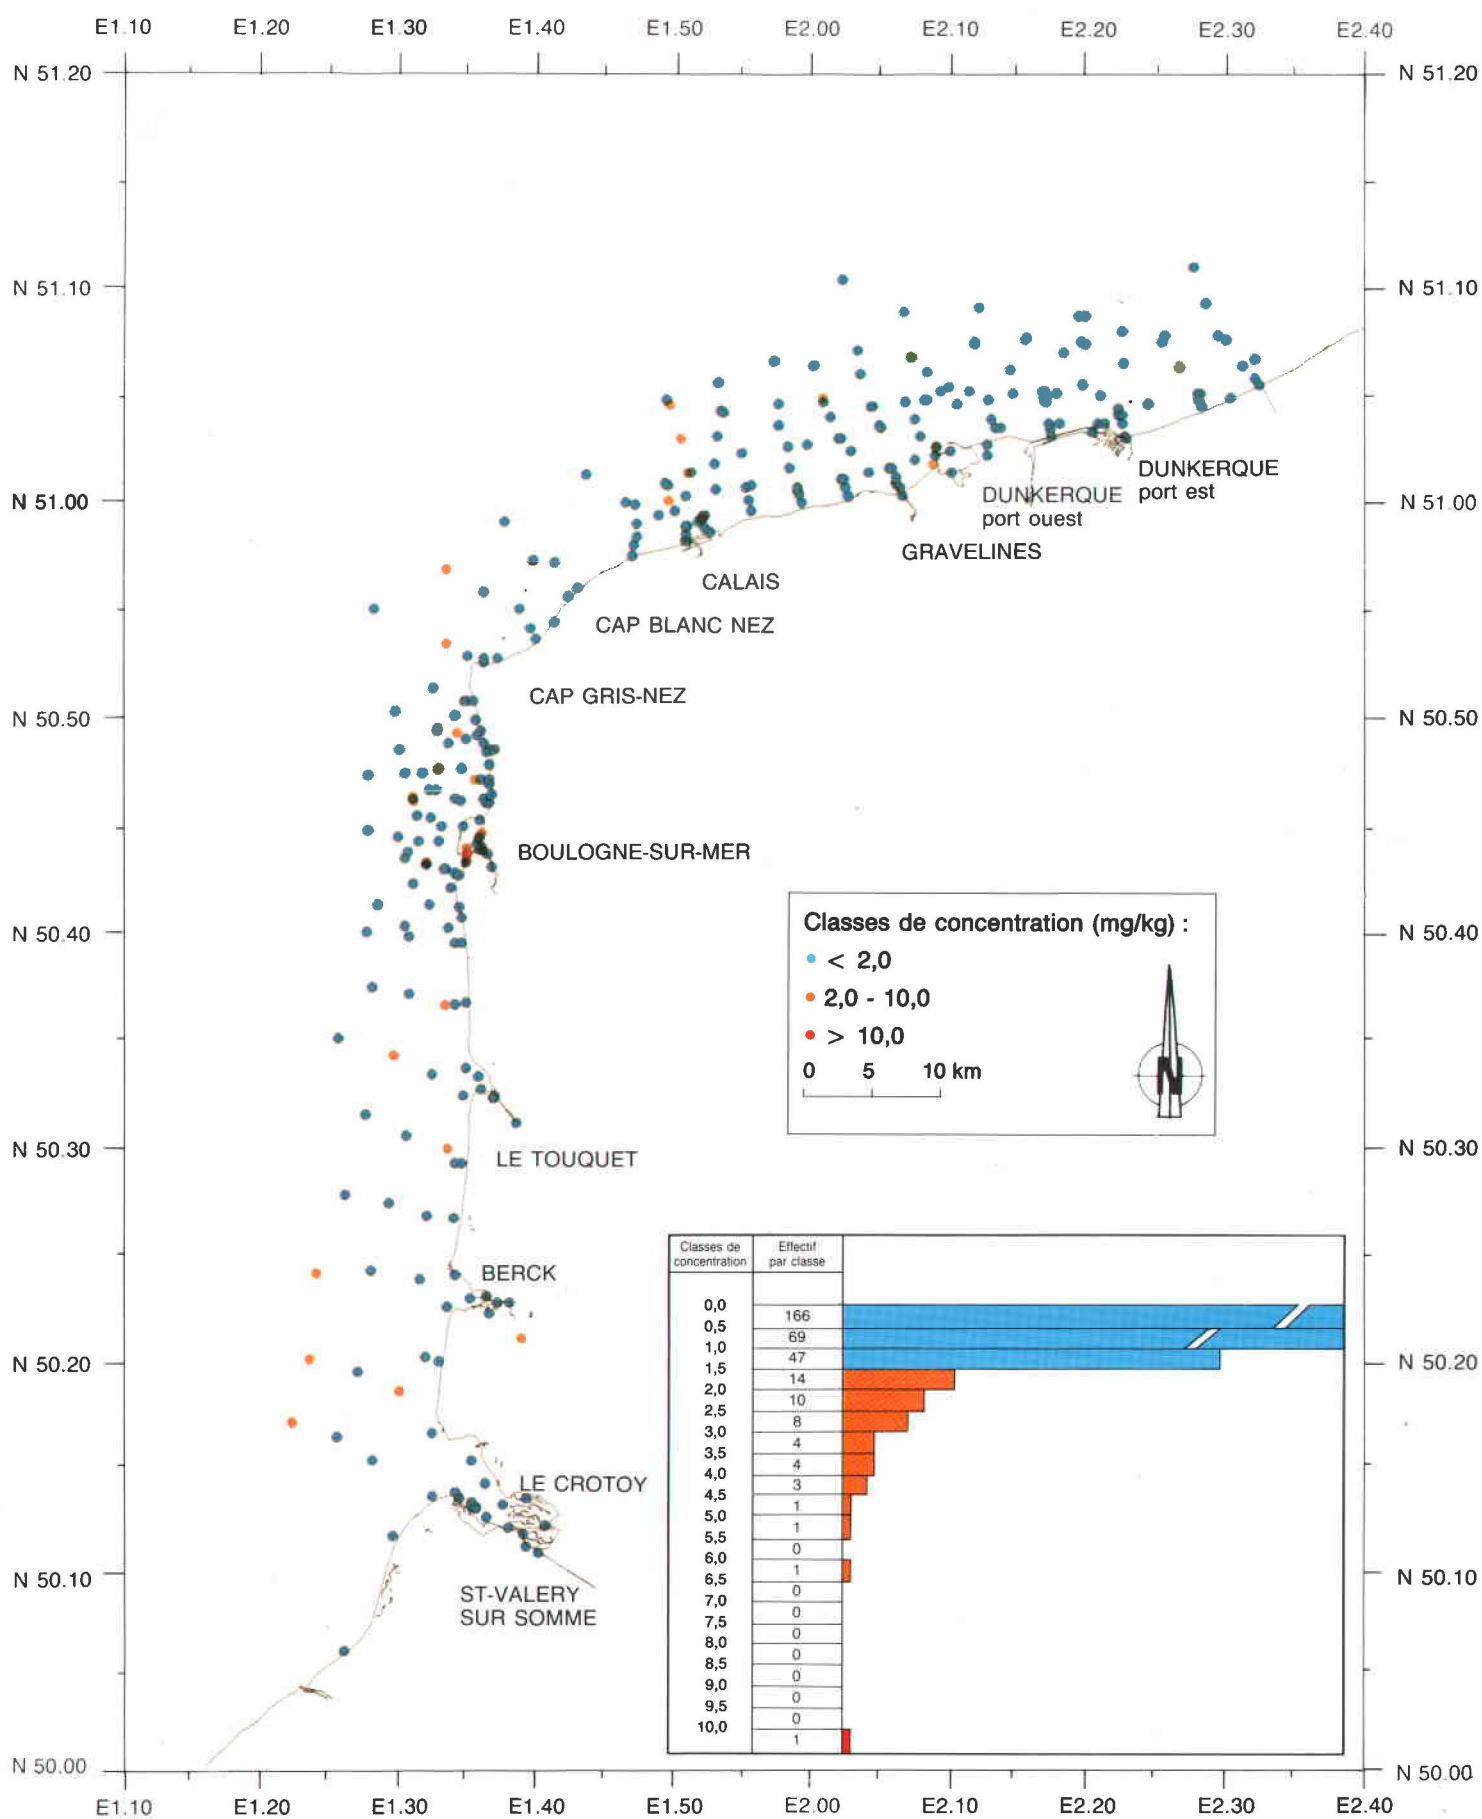 E1.10 E1.20 E1.30 E1.40 E1.50 E2.00 E2.10 E2.20 E2.30 E2.40
N 51.20 N 51.20
N 51.10 N 51.10
N 51.00 N 51.00
DUNKERQUE
port est
DUNKERQUE
port ouest
GRAVELINES
CALAIS
CAP BLANC NEZ
CAP GRIS-NEZ
N 50.50 N 50.50
BOULOGNE-SUR-MER
Classes de concentration (mg/kg) :
< 2,0
2,0 - 10,0
> 10,0
0 5 10 km
N
N 50.40 N 50.40
N 50.30 N 50.30
LE TOUQUET
BERCK
N 50.20 N 50.20
LE CROTOY
ST-VALERY
SUR SOMME
N 50.10 N 50.10
Classes de
concentration
Effectif
par classe
0,0
166
0,5
69
1,0
47
1,5
14
2,0
10
2,5
8
3,0
4
3,5
4
4,0
3
4,5
1
5,0
1
5,5
0
6,0
1
6,5
0
7,0
0
7,5
0
8,0
0
8,5
0
9,0
0
9,5
0
10,0
1
N 50.00 N 50.00
E1.10 E1.20 E1.30 E1.40 E1.50 E2.00 E2.10 E2.20 E2.30 E2.40